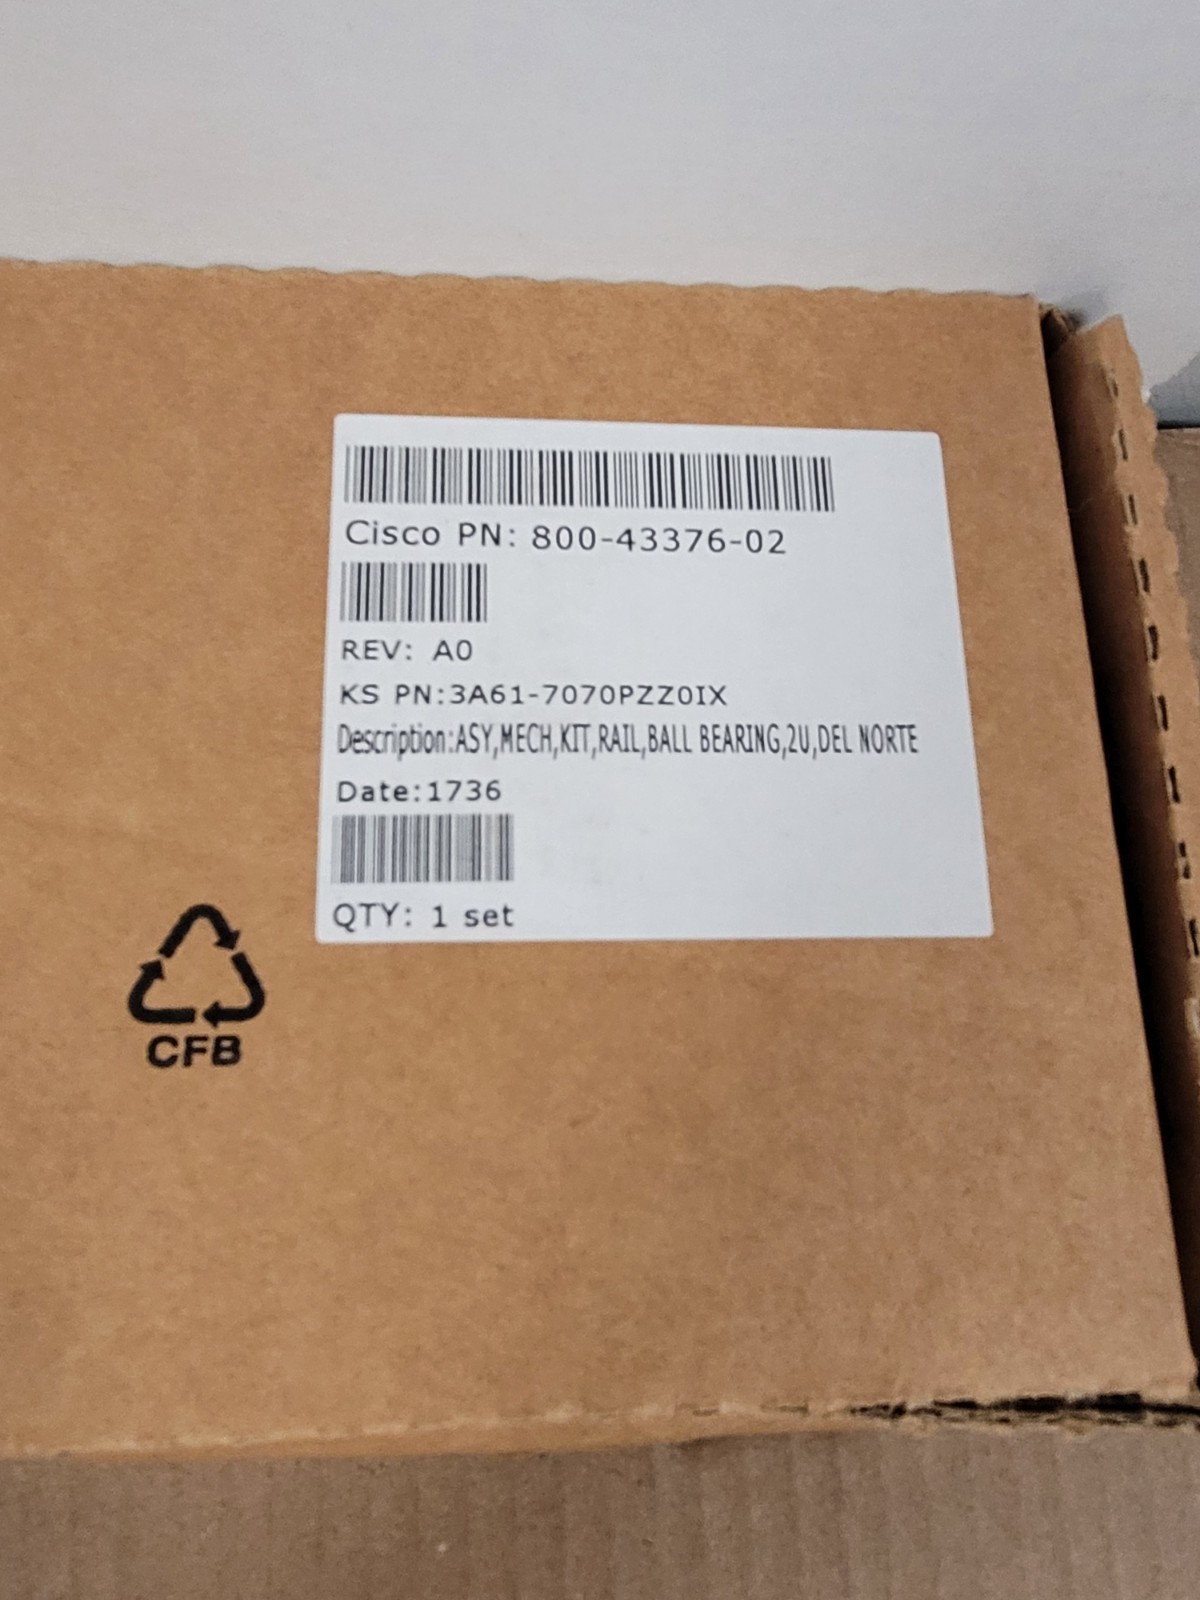 Cisco PN: 800-43376-02
REV: A0
KS PN:3A61-7070PZZ0IX
Description:ASY,MECH,KIT,RAIL,BALL BEARING,2U,DEL NORTE
Date:1736
QTY: 1 set
CFB